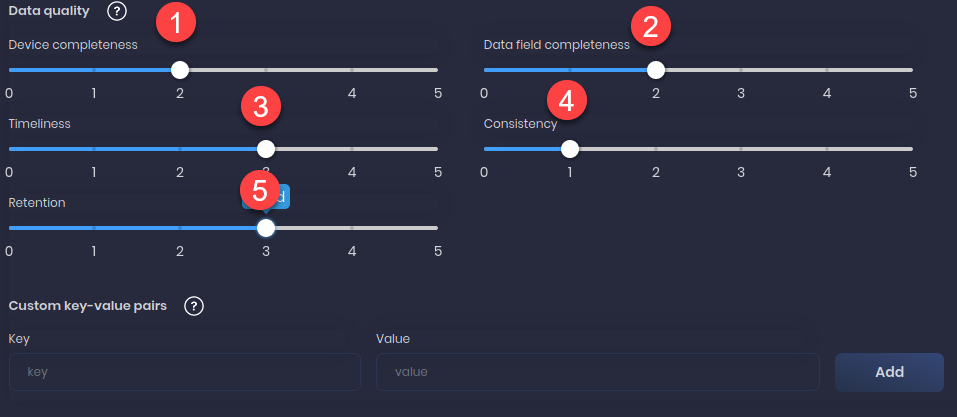 Data quality ?
1
2
Device completeness
Data field completeness
0 1 2 3 4 5
0 1 2 3 4 5
3
4
Timeliness
Consistency
0 1 2 3 4 5
0 1 2 3 4 5
5
Retention
0 1 2 3 4 5
Custom key-value pairs ?
Key
Value
key
value
Add